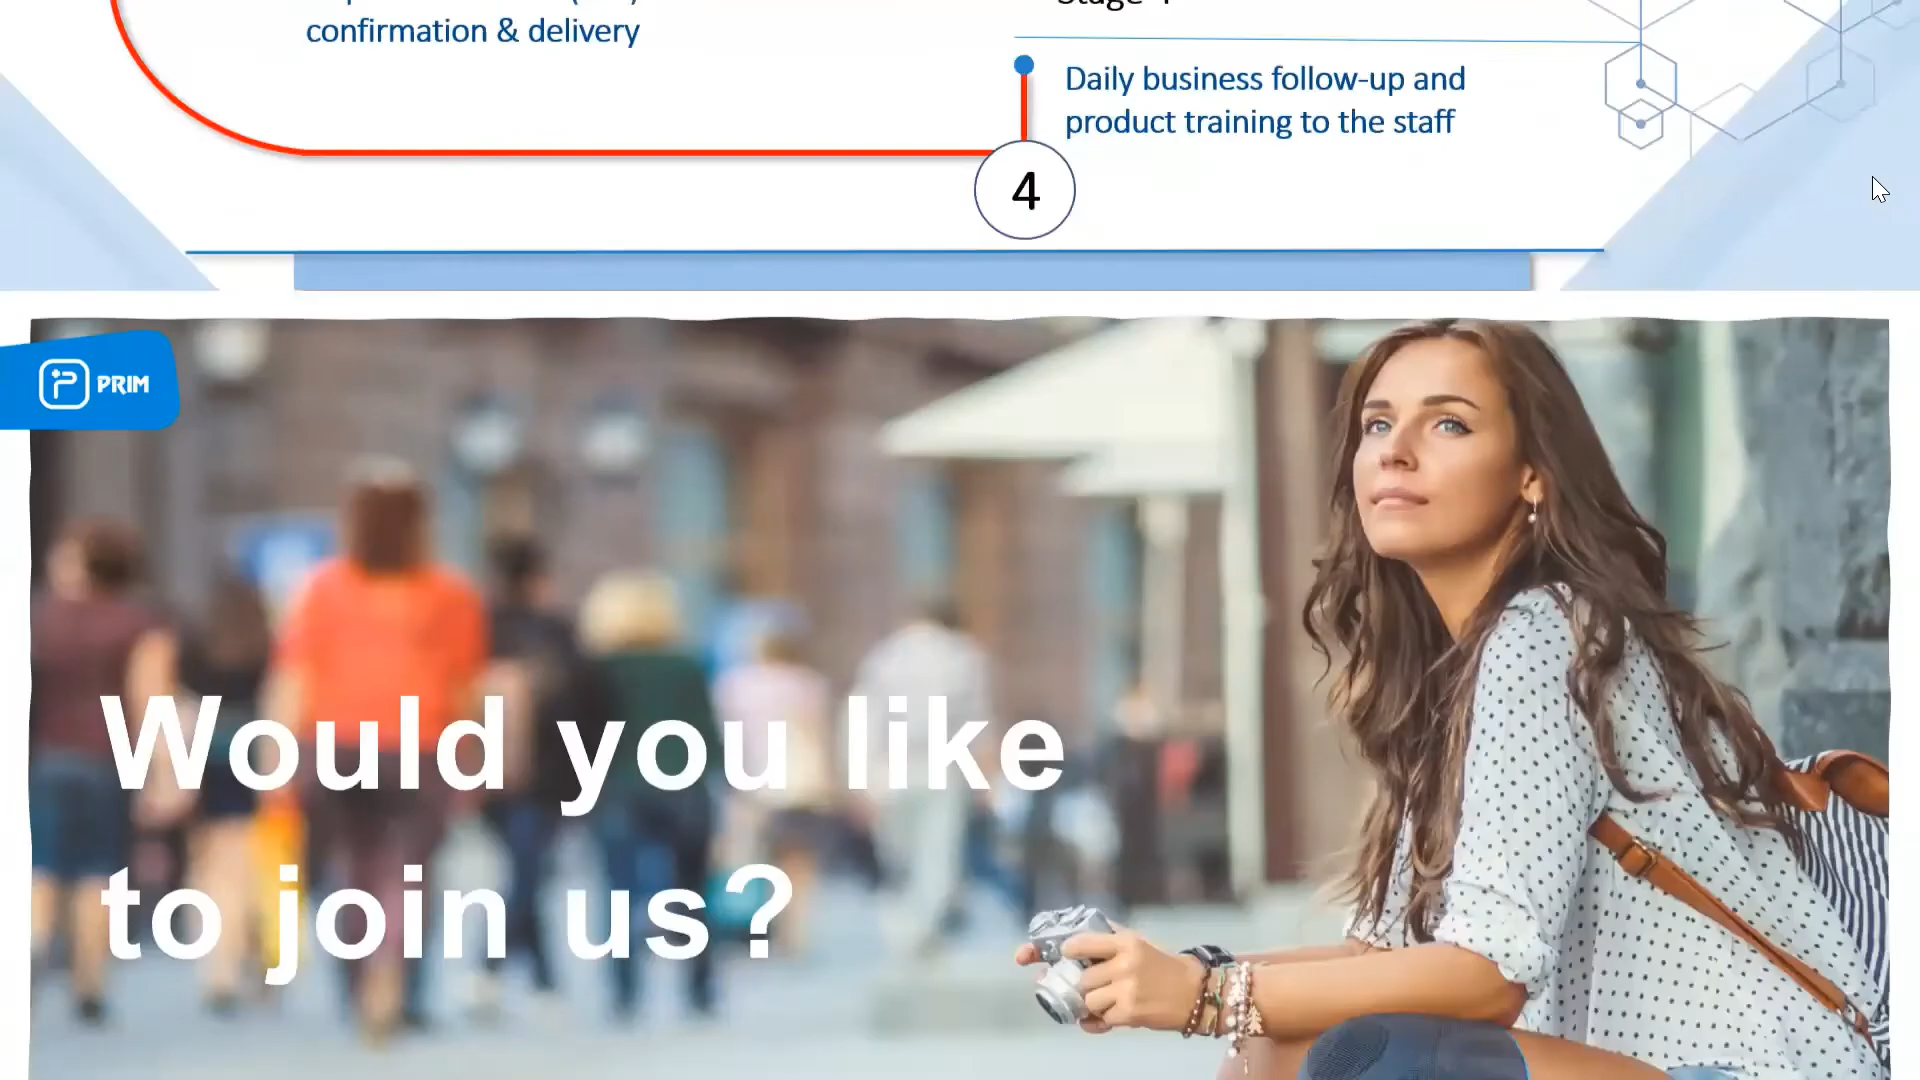 confirmation & delivery
Daily business follow-up and
product training to the staff
4
PRIM
Would you like
to join us?